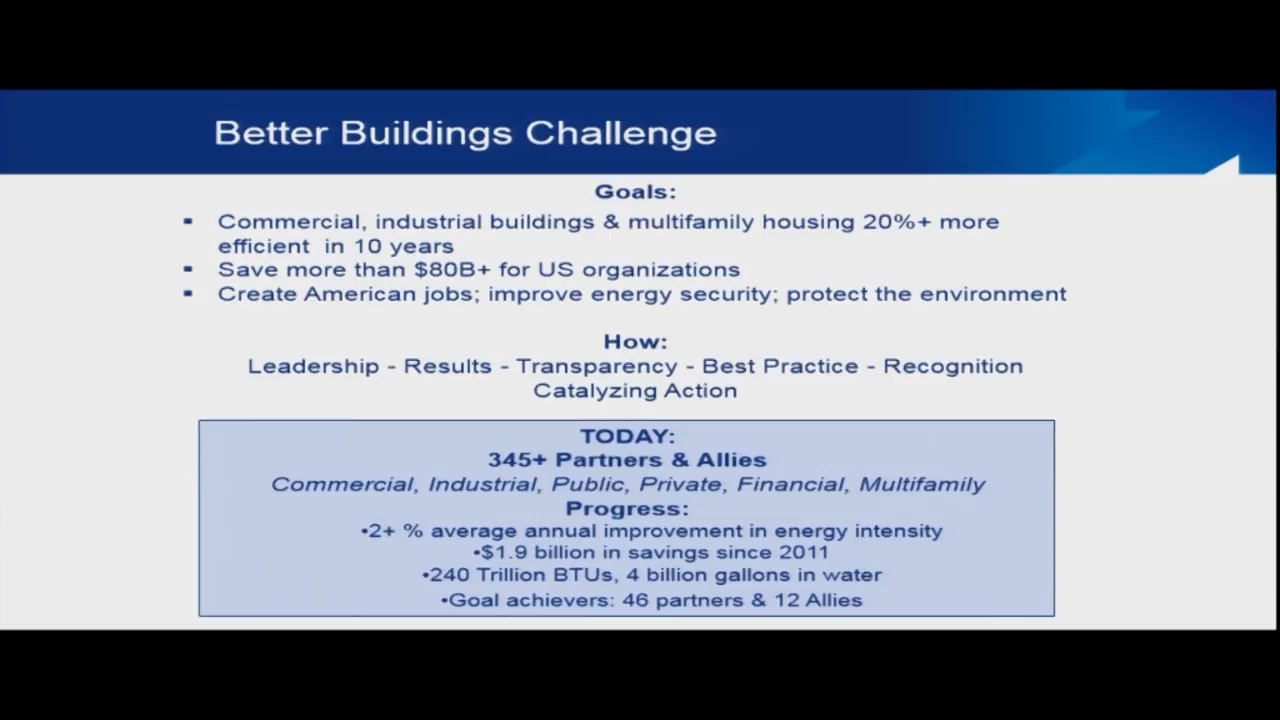 Better Buildings Challenge
Goals:
▪ Commercial, industrial buildings & multifamily housing 20%+ more
efficient in 10 years
▪ Save more than $80B+ for US organizations
▪ Create American jobs; improve energy security; protect the environment
How:
Leadership - Results - Transparency - Best Practice - Recognition
Catalyzing Action
TODAY:
345+ Partners & Allies
Commercial, Industrial, Public, Private, Financial, Multifamily
Progress:
•2+ % average annual improvement in energy intensity
•$1.9 billion in savings since 2011
•240 Trillion BTUs, 4 billion gallons in water
•Goal achievers: 46 partners & 12 Allies